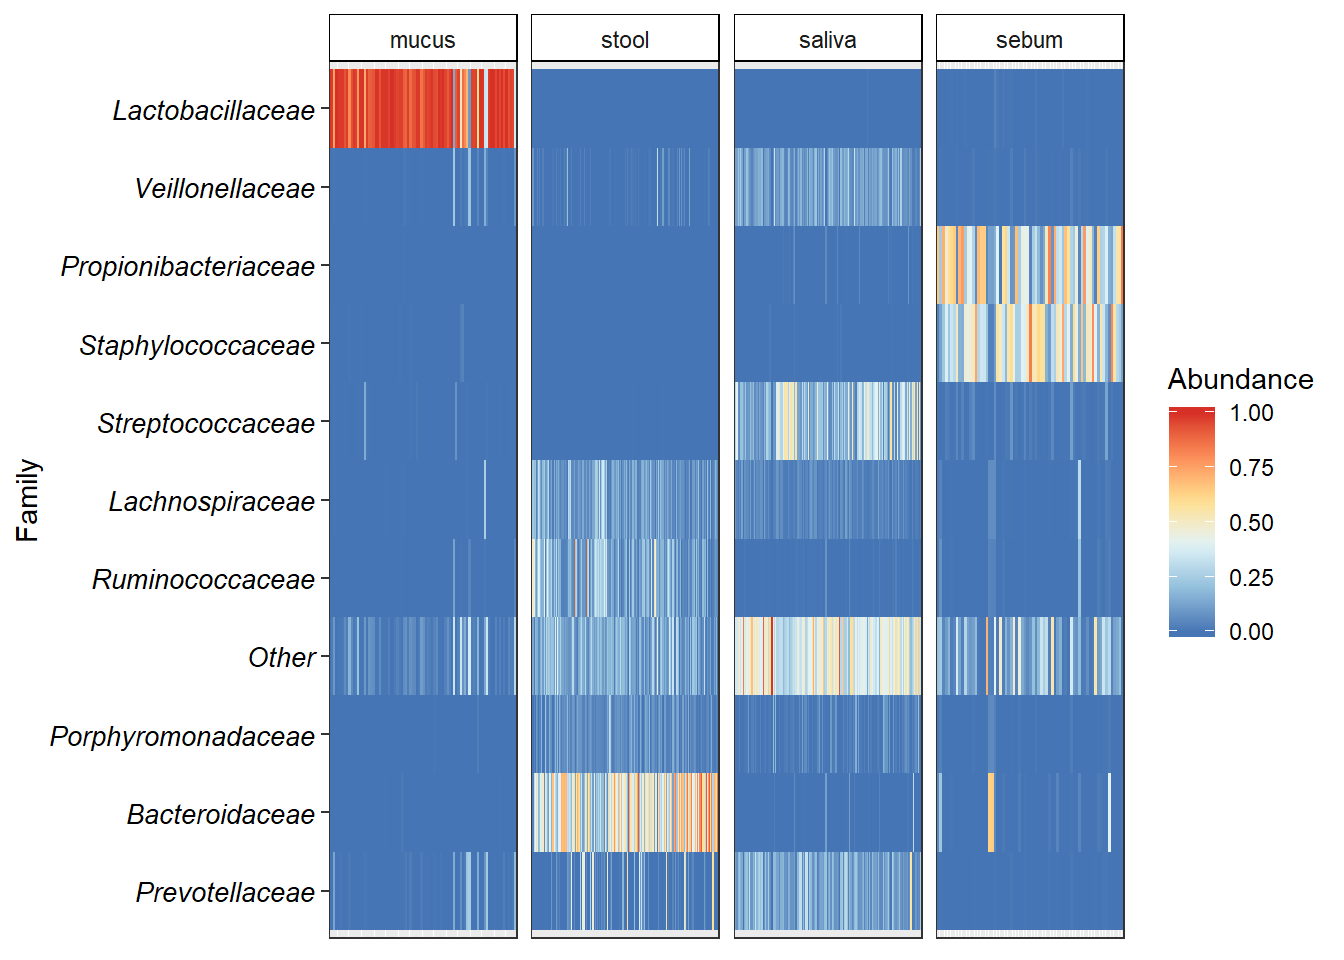 mucus stool saliva sebum
Lactobacillaceae
Veillonellaceae
Propionibacteriaceae
Staphylococcaceae
Streptococcaceae
Lachnospiraceae
Ruminococcaceae
Other
Porphyromonadaceae
Bacteroidaceae
Prevotellaceae
Family
Abundance
1.00
0.75
0.50
0.25
0.00